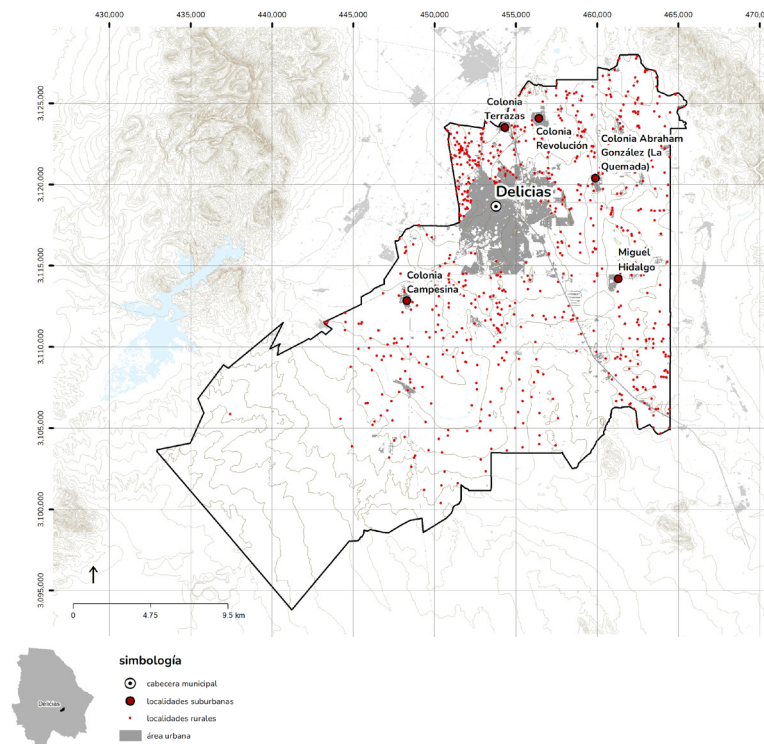 430,000 435,000 440,000 445,000 450,000 455,000 460,000 465,000 470,0
3,125,000
3,120,000
3,115,000
3,110,000
3,105,000
3,100,000
3,095,000
Colonia
Terrazas
Colonia
Revolución
Colonia Abraham
González (La
Quemada)
Delicias
Miguel
Hidalgo
Colonia
Campesina
0 4.75 9.5 km
simbología
cabecera municipal
localidades suburbanas
localidades rurales
área urbana
Delicias